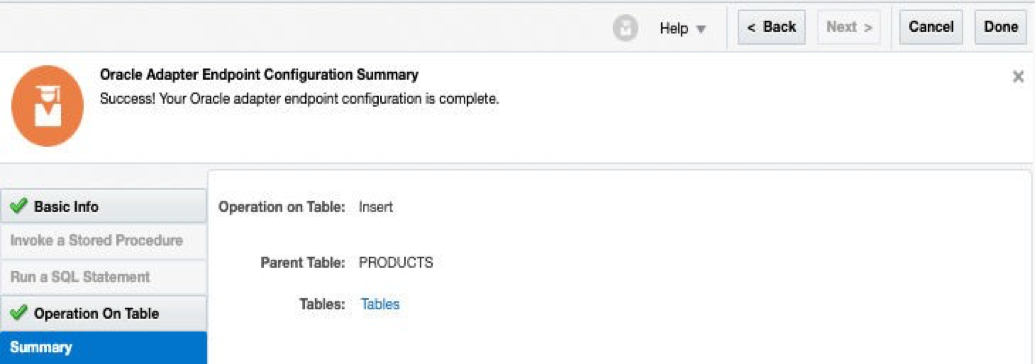 Help
< Back
Next >
Cancel
Done
Oracle Adapter Endpoint Configuration Summary
Success! Your Oracle adapter endpoint configuration is complete.
Basic Info
Invoke a Stored Procedure
Run a SQL Statement
Operation On Table
Summary
Operation on Table: Insert
Parent Table: PRODUCTS
Tables: Tables